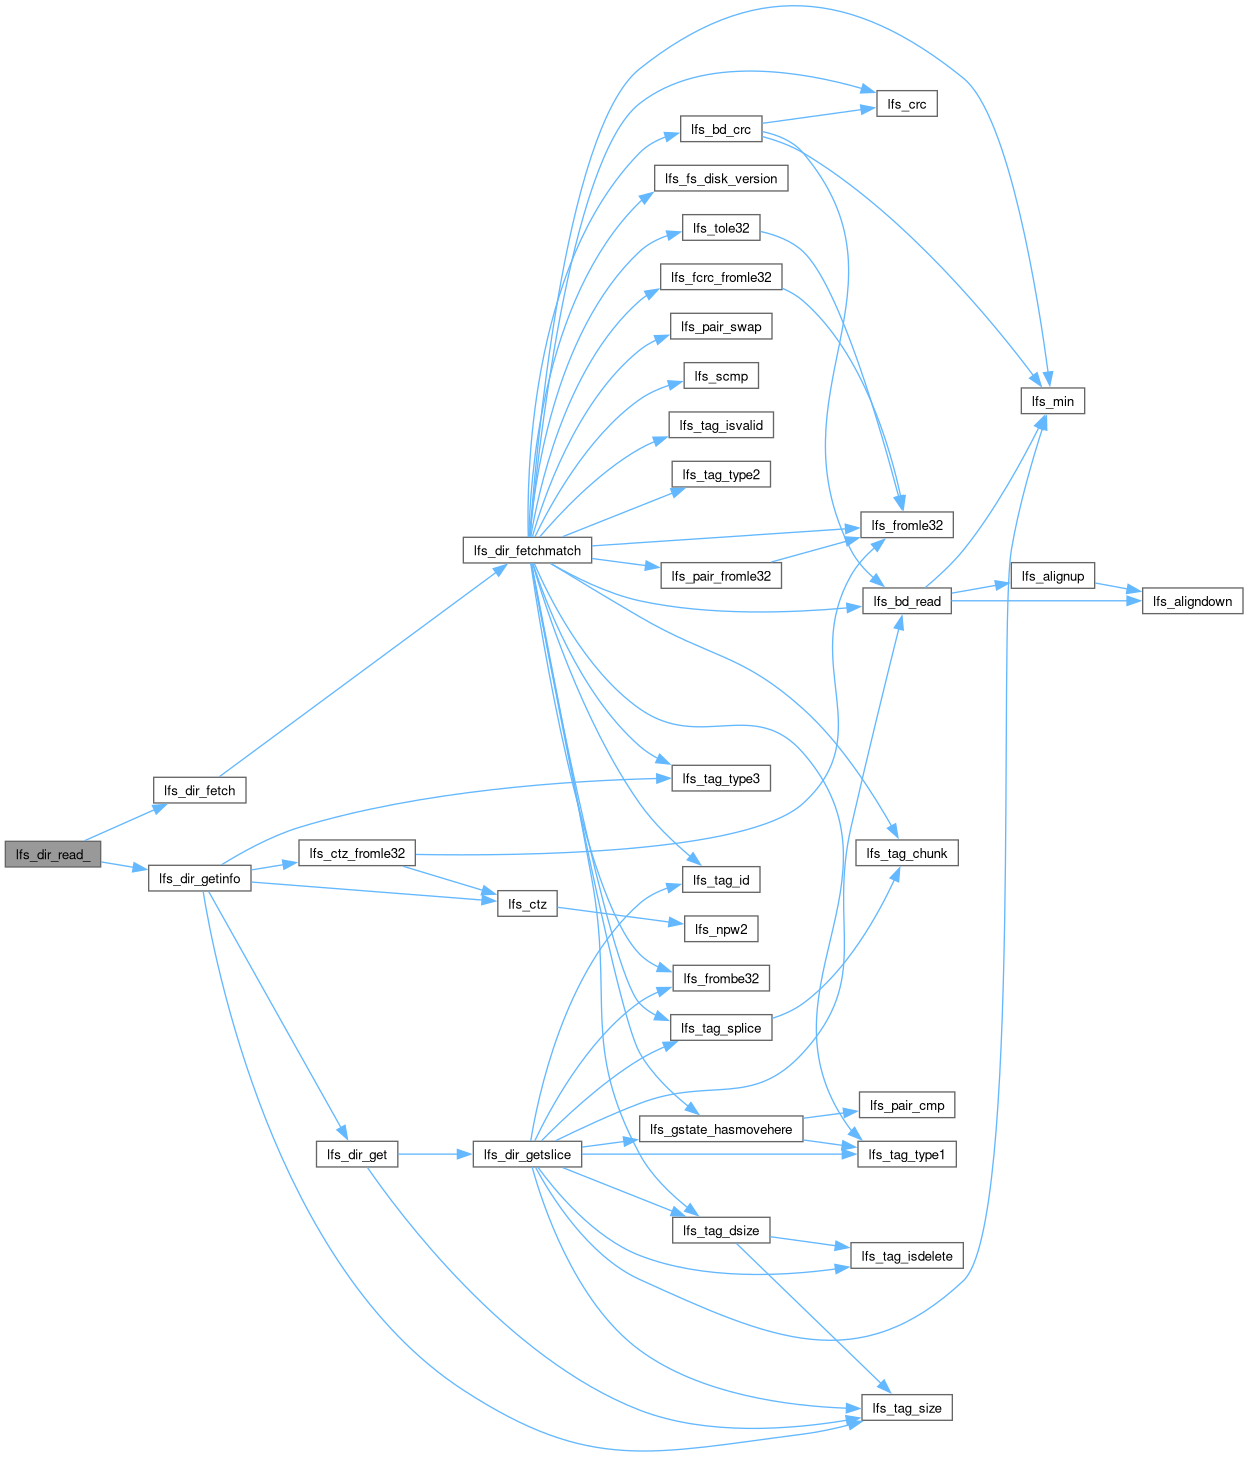 lfs_crc
lfs_bd_crc
lfs_fs_disk_version
lfs_tole32
lfs_fcrc_fromle32
lfs_pair_swap
lfs_scmp
lfs_min
lfs_tag_isvalid
lfs_tag_type2
lfs_fromle32
lfs_dir_fetchmatch
lfs_pair_fromle32
lfs_alignup
lfs_bd_read
lfs_aligndown
lfs_tag_type3
lfs_dir_fetch
lfs_ctz_fromle32
lfs_tag_chunk
lfs_dir_read_
lfs_dir_getinfo
lfs_tag_id
lfs_ctz
lfs_npw2
lfs_frombe32
lfs_tag_splice
lfs_pair_cmp
lfs_gstate_hasmovehere
lfs_dir_get
lfs_dir_getslice
lfs_tag_type1
lfs_tag_dsize
lfs_tag_isdelete
lfs_tag_size